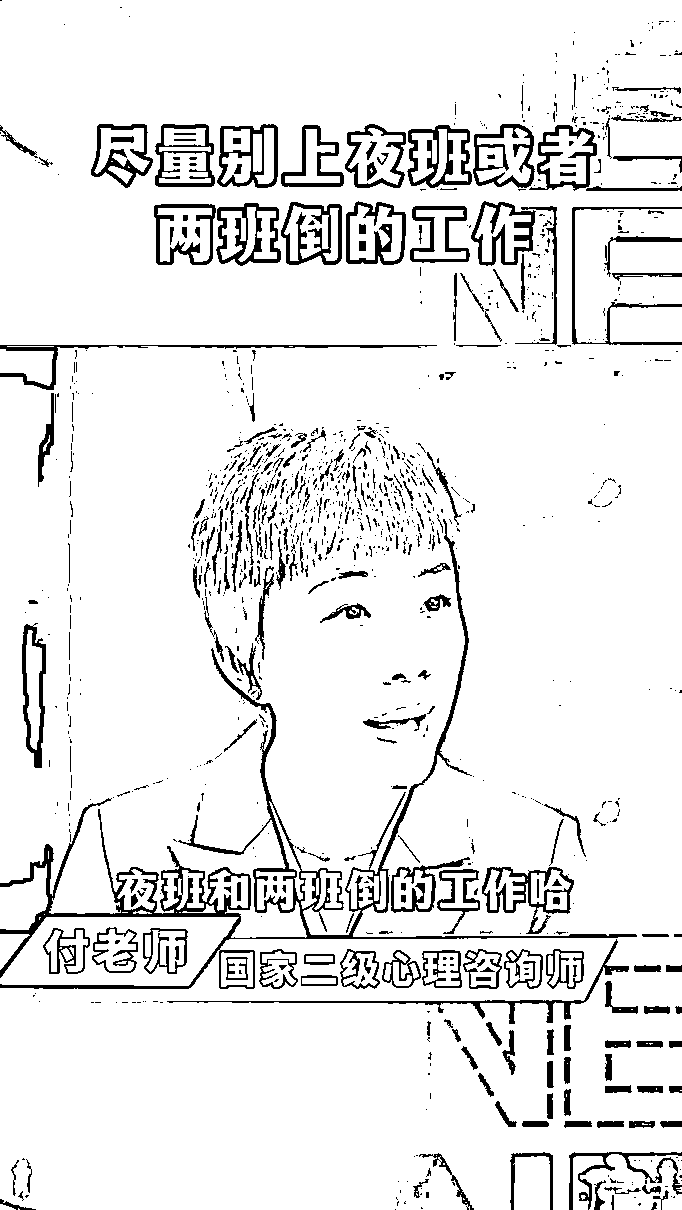 尽量别上夜班或者
两班倒的工作
夜班和两班倒的工作哈
付老师
国家二级心理咨询师